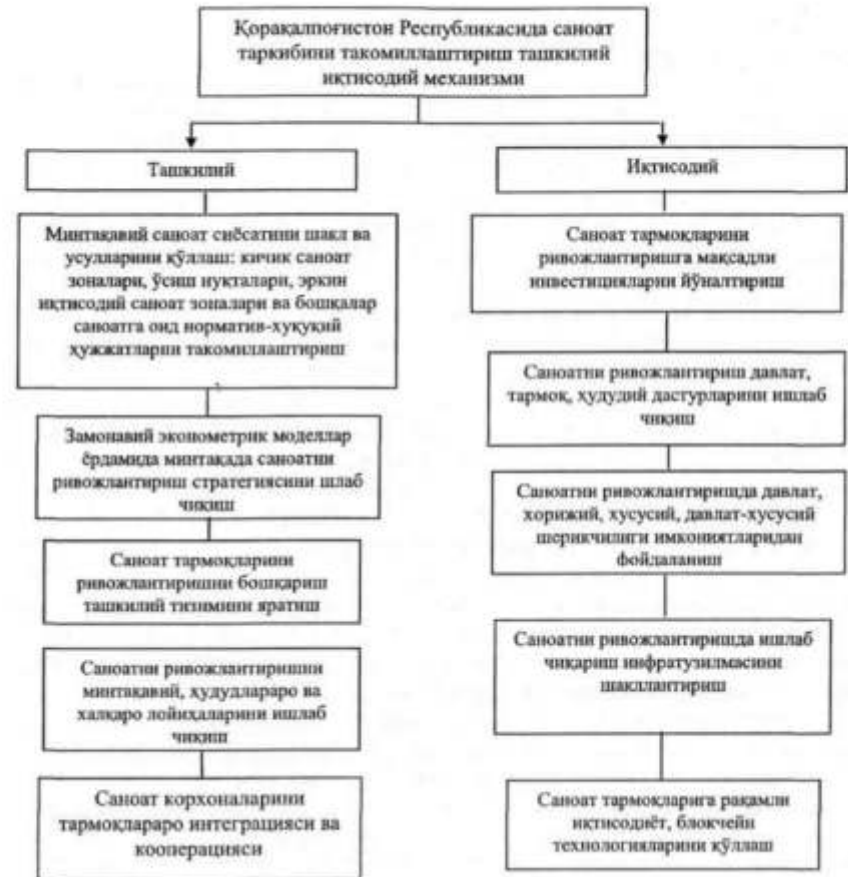 Қорақалпоғистон Республикасида саноат
таркибини такомиллаштириш ташкилий
иқтисодий механизми
Ташкилий
Минтақавий саноат сиёсатини шакл ва
усулларини қўллаш: кичик саноат
зоналари, ўсиш нуқталари, эркин
иқтисодий саноат зоналари ва бошқалар
саноатга оид норматив-ҳуқуқий
ҳужжатларни такомиллаштириш
Замонавий эконометрик моделлар
ёрдамида минтақада саноатни
ривожлантириш стратегиясини шлаб
чиқиш
Саноат тармоқларини
ривожлантиришни бошқариш
ташкилий тизимини яратиш
Саноатни ривожлантиришни
минтақавий, ҳудудлараро ва
халқаро лойиҳаларини ишлаб
чиқиш
Саноат корхоналарини
тармоқлараро интеграцияси ва
кооперацияси
Иқтисодий
Саноат тармоқларини
ривожлантиришга мақсадли
инвестицияларни йўналтириш
Саноатни ривожлантириш давлат,
тармоқ, ҳудудий дастурларини ишлаб
чиқиш
Саноатни ривожлантиришда давлат,
хорижий, хусусий, давлат-хусусий
шерикчилиги имкониятларидан
фойдаланиш
Саноатни ривожлантиришда ишлаб
чиқариш инфратузилмасини
шакллантириш
Саноат тармоқларига рақамли
иқтисодиёт, блокчейн
технологияларини қўллаш